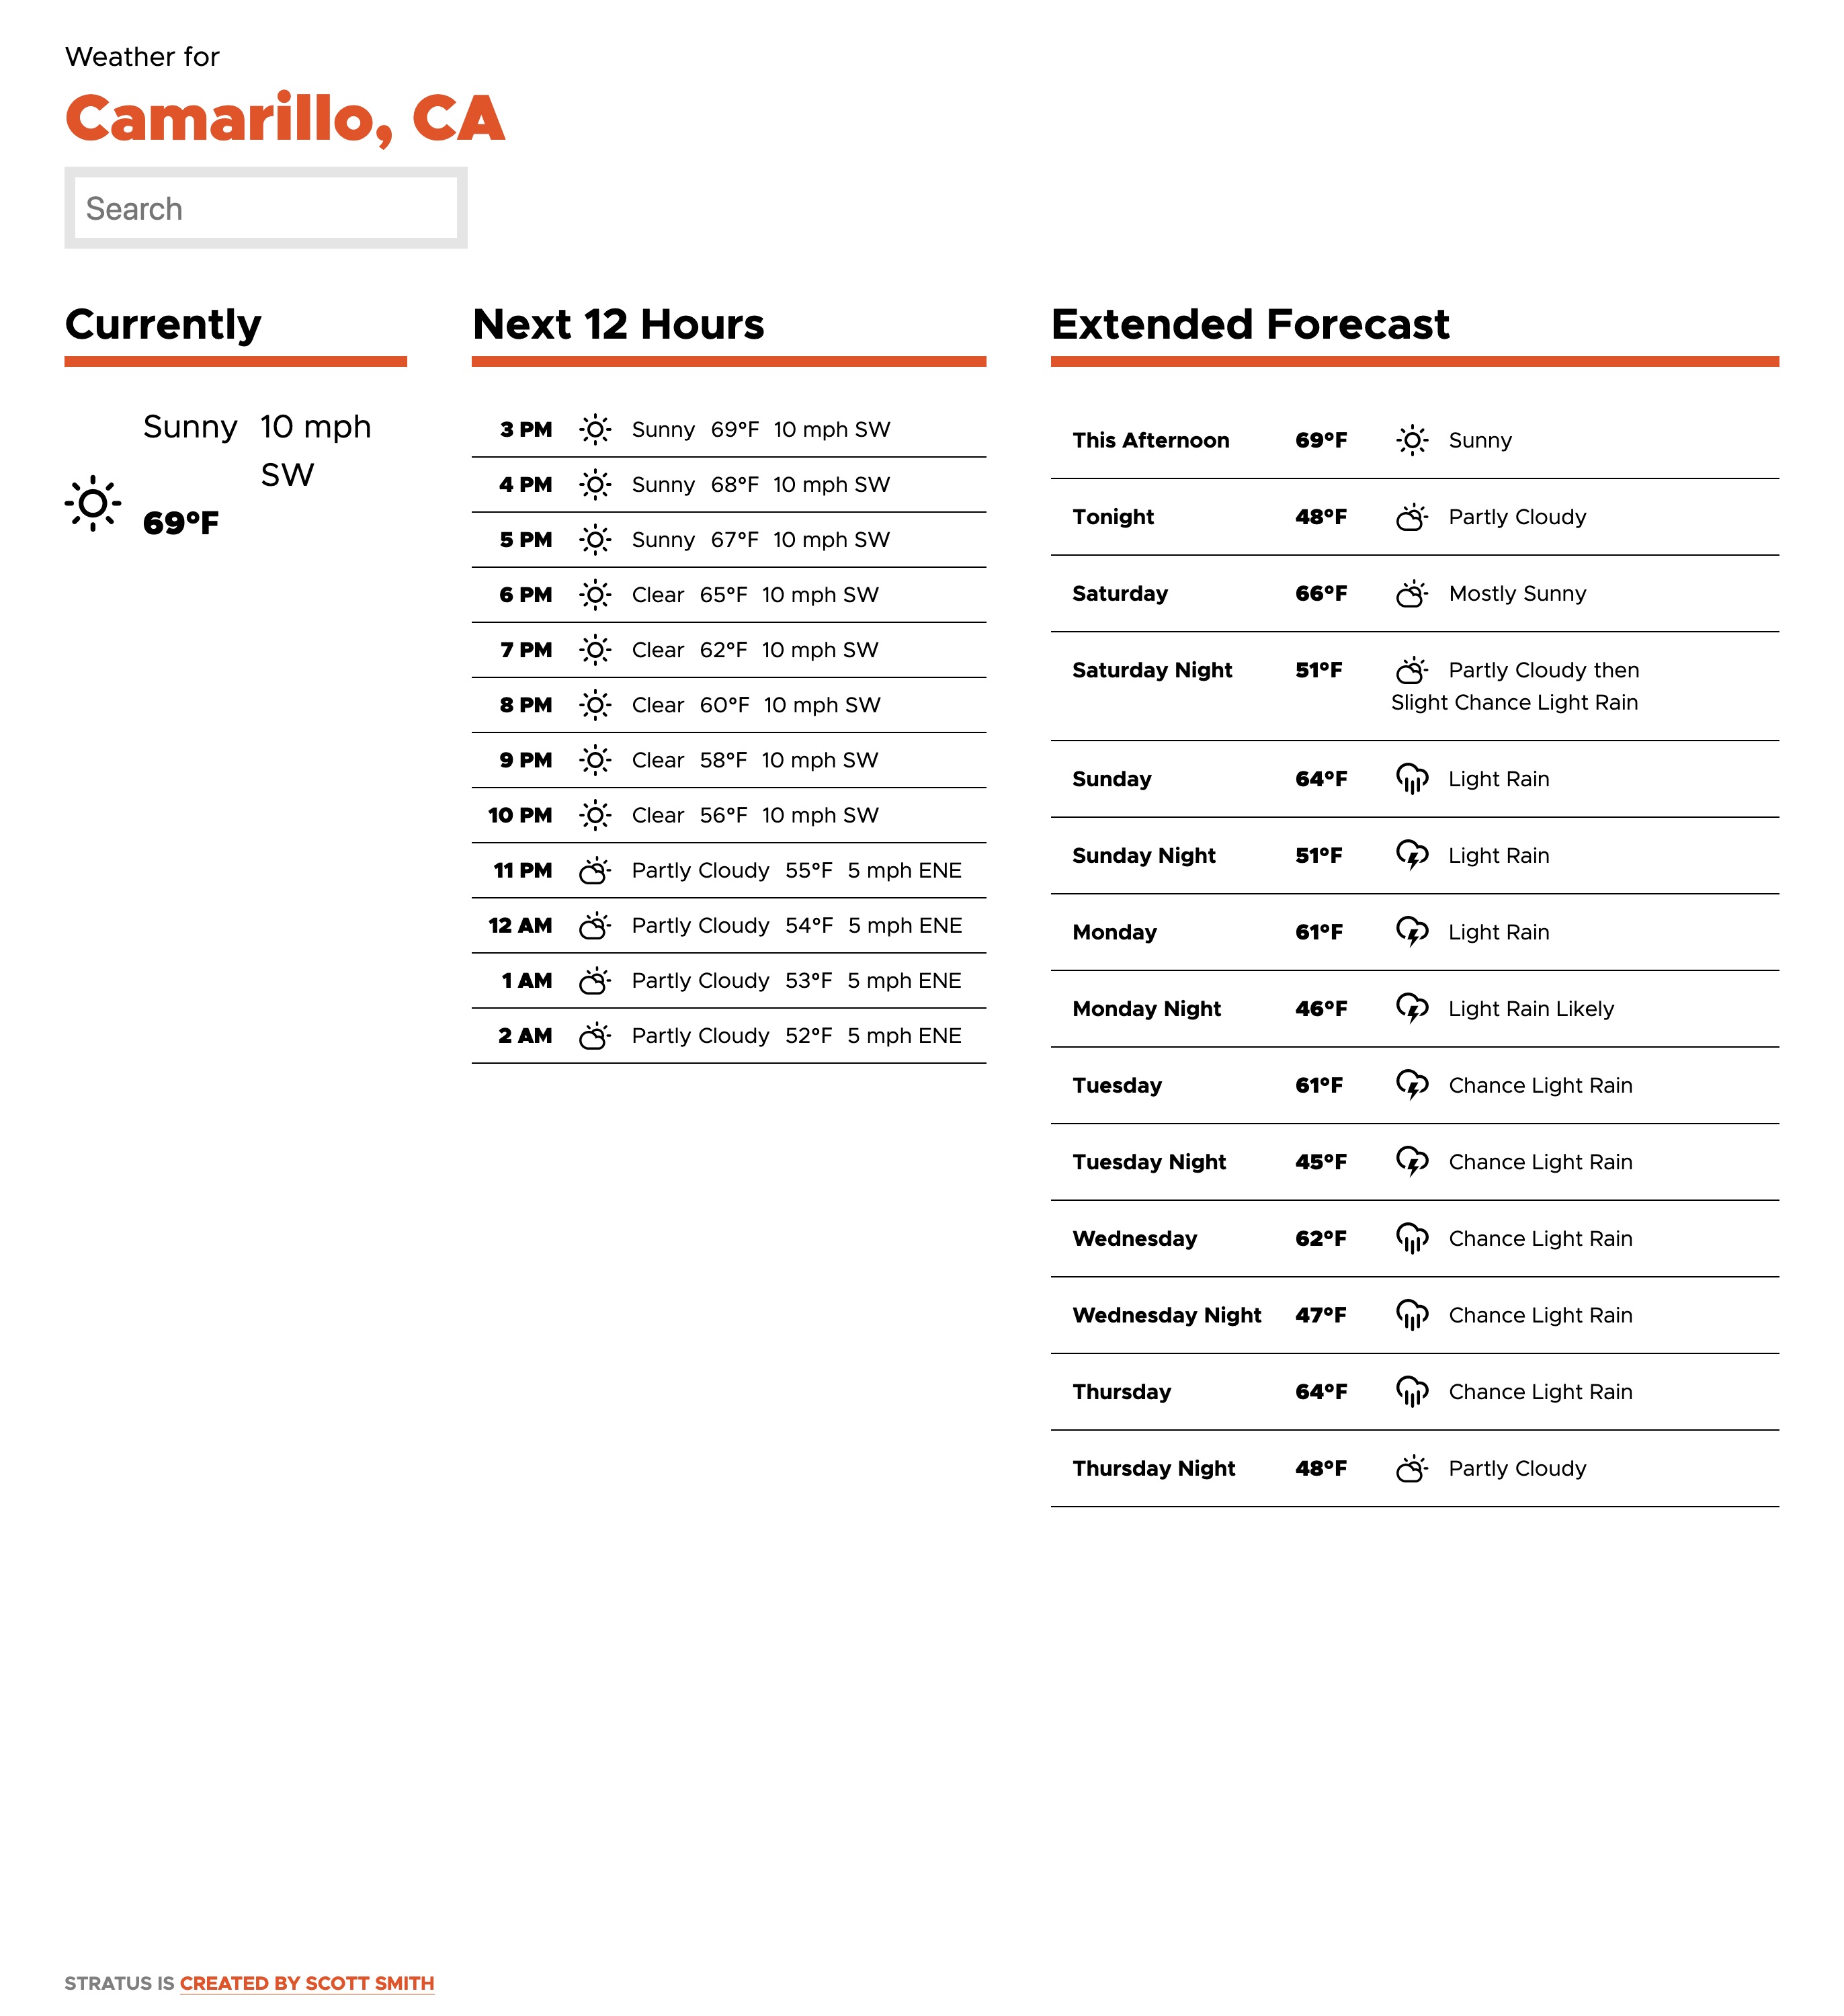 Weather for
Camarillo, CA
Search
Currently
Sunny 10 mph
SW
69°F
Next 12 Hours
3 PM Sunny 69°F 10 mph SW
4 PM Sunny 68°F 10 mph SW
5 PM Sunny 67°F 10 mph SW
6 PM Clear 65°F 10 mph SW
7 PM Clear 62°F 10 mph SW
8 PM Clear 60°F 10 mph SW
9 PM Clear 58°F 10 mph SW
10 PM Clear 56°F 10 mph SW
11 PM Partly Cloudy 55°F 5 mph ENE
12 AM Partly Cloudy 54°F 5 mph ENE
1 AM Partly Cloudy 53°F 5 mph ENE
2 AM Partly Cloudy 52°F 5 mph ENE
Extended Forecast
This Afternoon 69°F Sunny
Tonight 48°F Partly Cloudy
Saturday 66°F Mostly Sunny
Saturday Night 51°F Partly Cloudy then
Slight Chance Light Rain
Sunday 64°F Light Rain
Sunday Night 51°F Light Rain
Monday 61°F Light Rain
Monday Night 46°F Light Rain Likely
Tuesday 61°F Chance Light Rain
Tuesday Night 45°F Chance Light Rain
Wednesday 62°F Chance Light Rain
Wednesday Night 47°F Chance Light Rain
Thursday 64°F Chance Light Rain
Thursday Night 48°F Partly Cloudy
STRATUS IS CREATED BY SCOTT SMITH